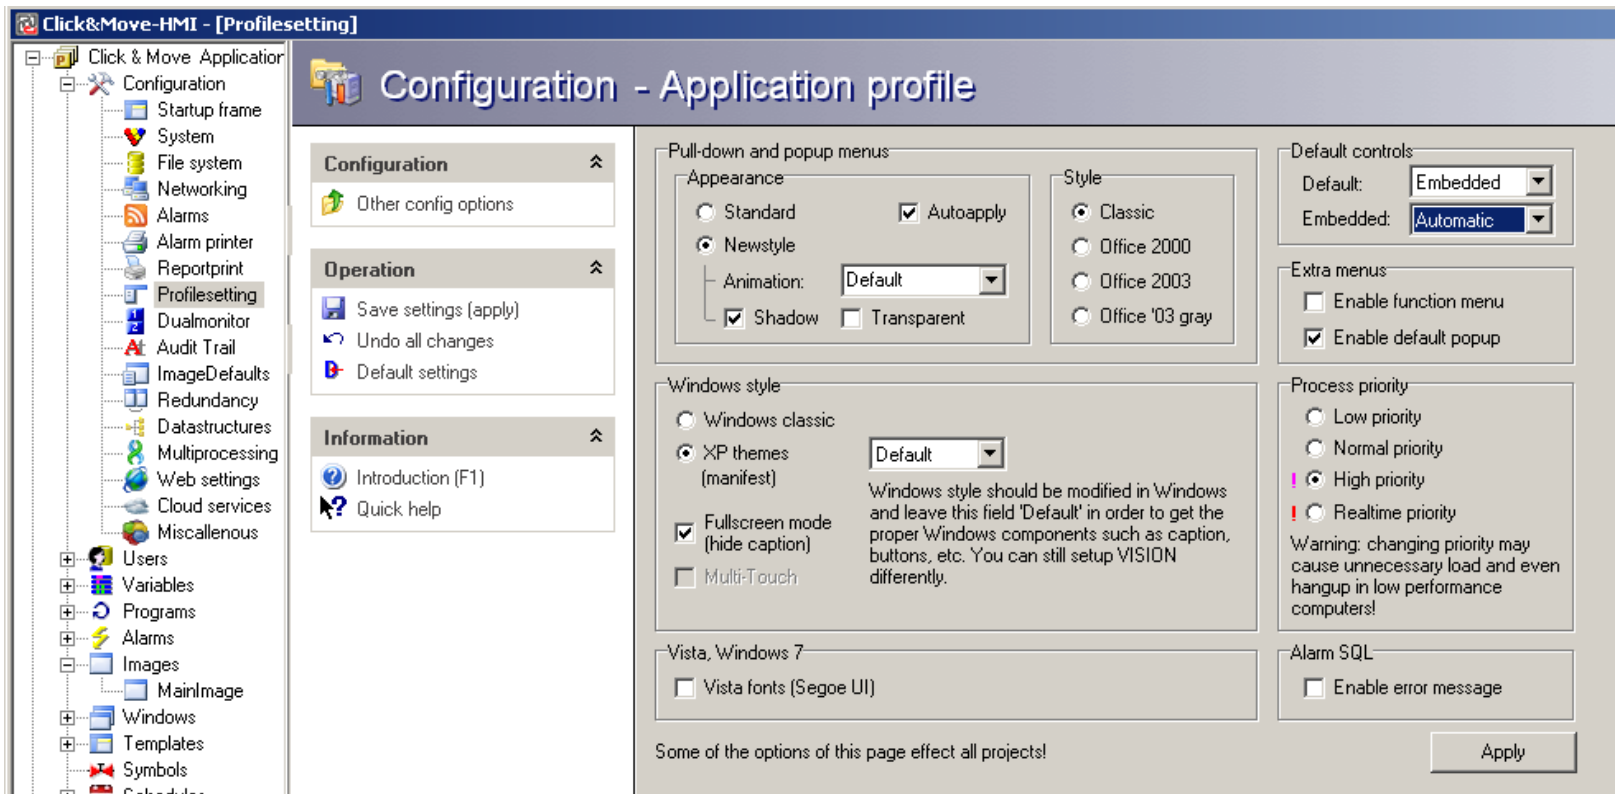 Click&Move-HMI - [Profilesetting]
Click & Move Application
Configuration
Startup frame
System
File system
Networking
Alarms
Alarm printer
Reportprint
Profilesetting
Dualmonitor
Audit Trail
ImageDefaults
Redundancy
Datastructures
Multiprocessing
Web settings
Cloud services
Miscallenous
Users
Variables
Programs
Alarms
Images
MainImage
Windows
Templates
Symbols
Configuration - Application profile
Configuration
Other config options
Operation
Save settings (apply)
Undo all changes
Default settings
Information
Introduction (F1)
Quick help
Pull-down and popup menus
Appearance
Standard
Autoapply
Newstyle
Animation:
Default
Shadow
Transparent
Style
Classic
Office 2000
Office 2003
Office '03 gray
Windows style
Windows classic
XP themes
(manifest)
Default
Windows style should be modified in Windows
and leave this field 'Default' in order to get the
proper Windows components such as caption,
buttons, etc. You can still setup VISION
differently.
Fullscreen mode
(hide caption)
Multi-Touch
Vista, Windows 7
Vista fonts (Segoe UI)
Some of the options of this page effect all projects!
Default controls
Default:
Embedded
Embedded:
Automatic
Extra menus
Enable function menu
Enable default popup
Process priority
Low priority
Normal priority
! High priority
! Realtime priority
Warning: changing priority may
cause unnecessary load and even
hangup in low performance
computers!
Alarm SQL
Enable error message
Apply